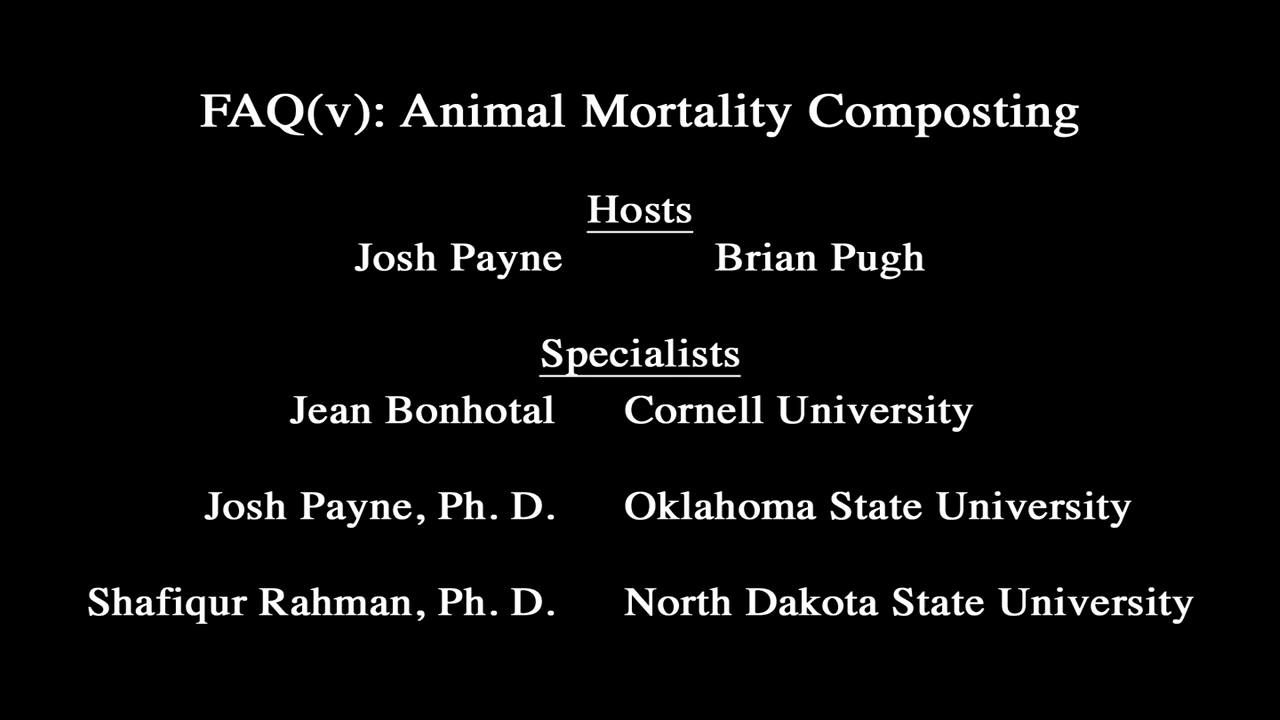 FAQ(v): Animal Mortality Composting
Hosts
Josh Payne Brian Pugh
Specialists
Jean Bonhotal Cornell University
Josh Payne, Ph. D. Oklahoma State University
Shafiqur Rahman, Ph. D. North Dakota State University